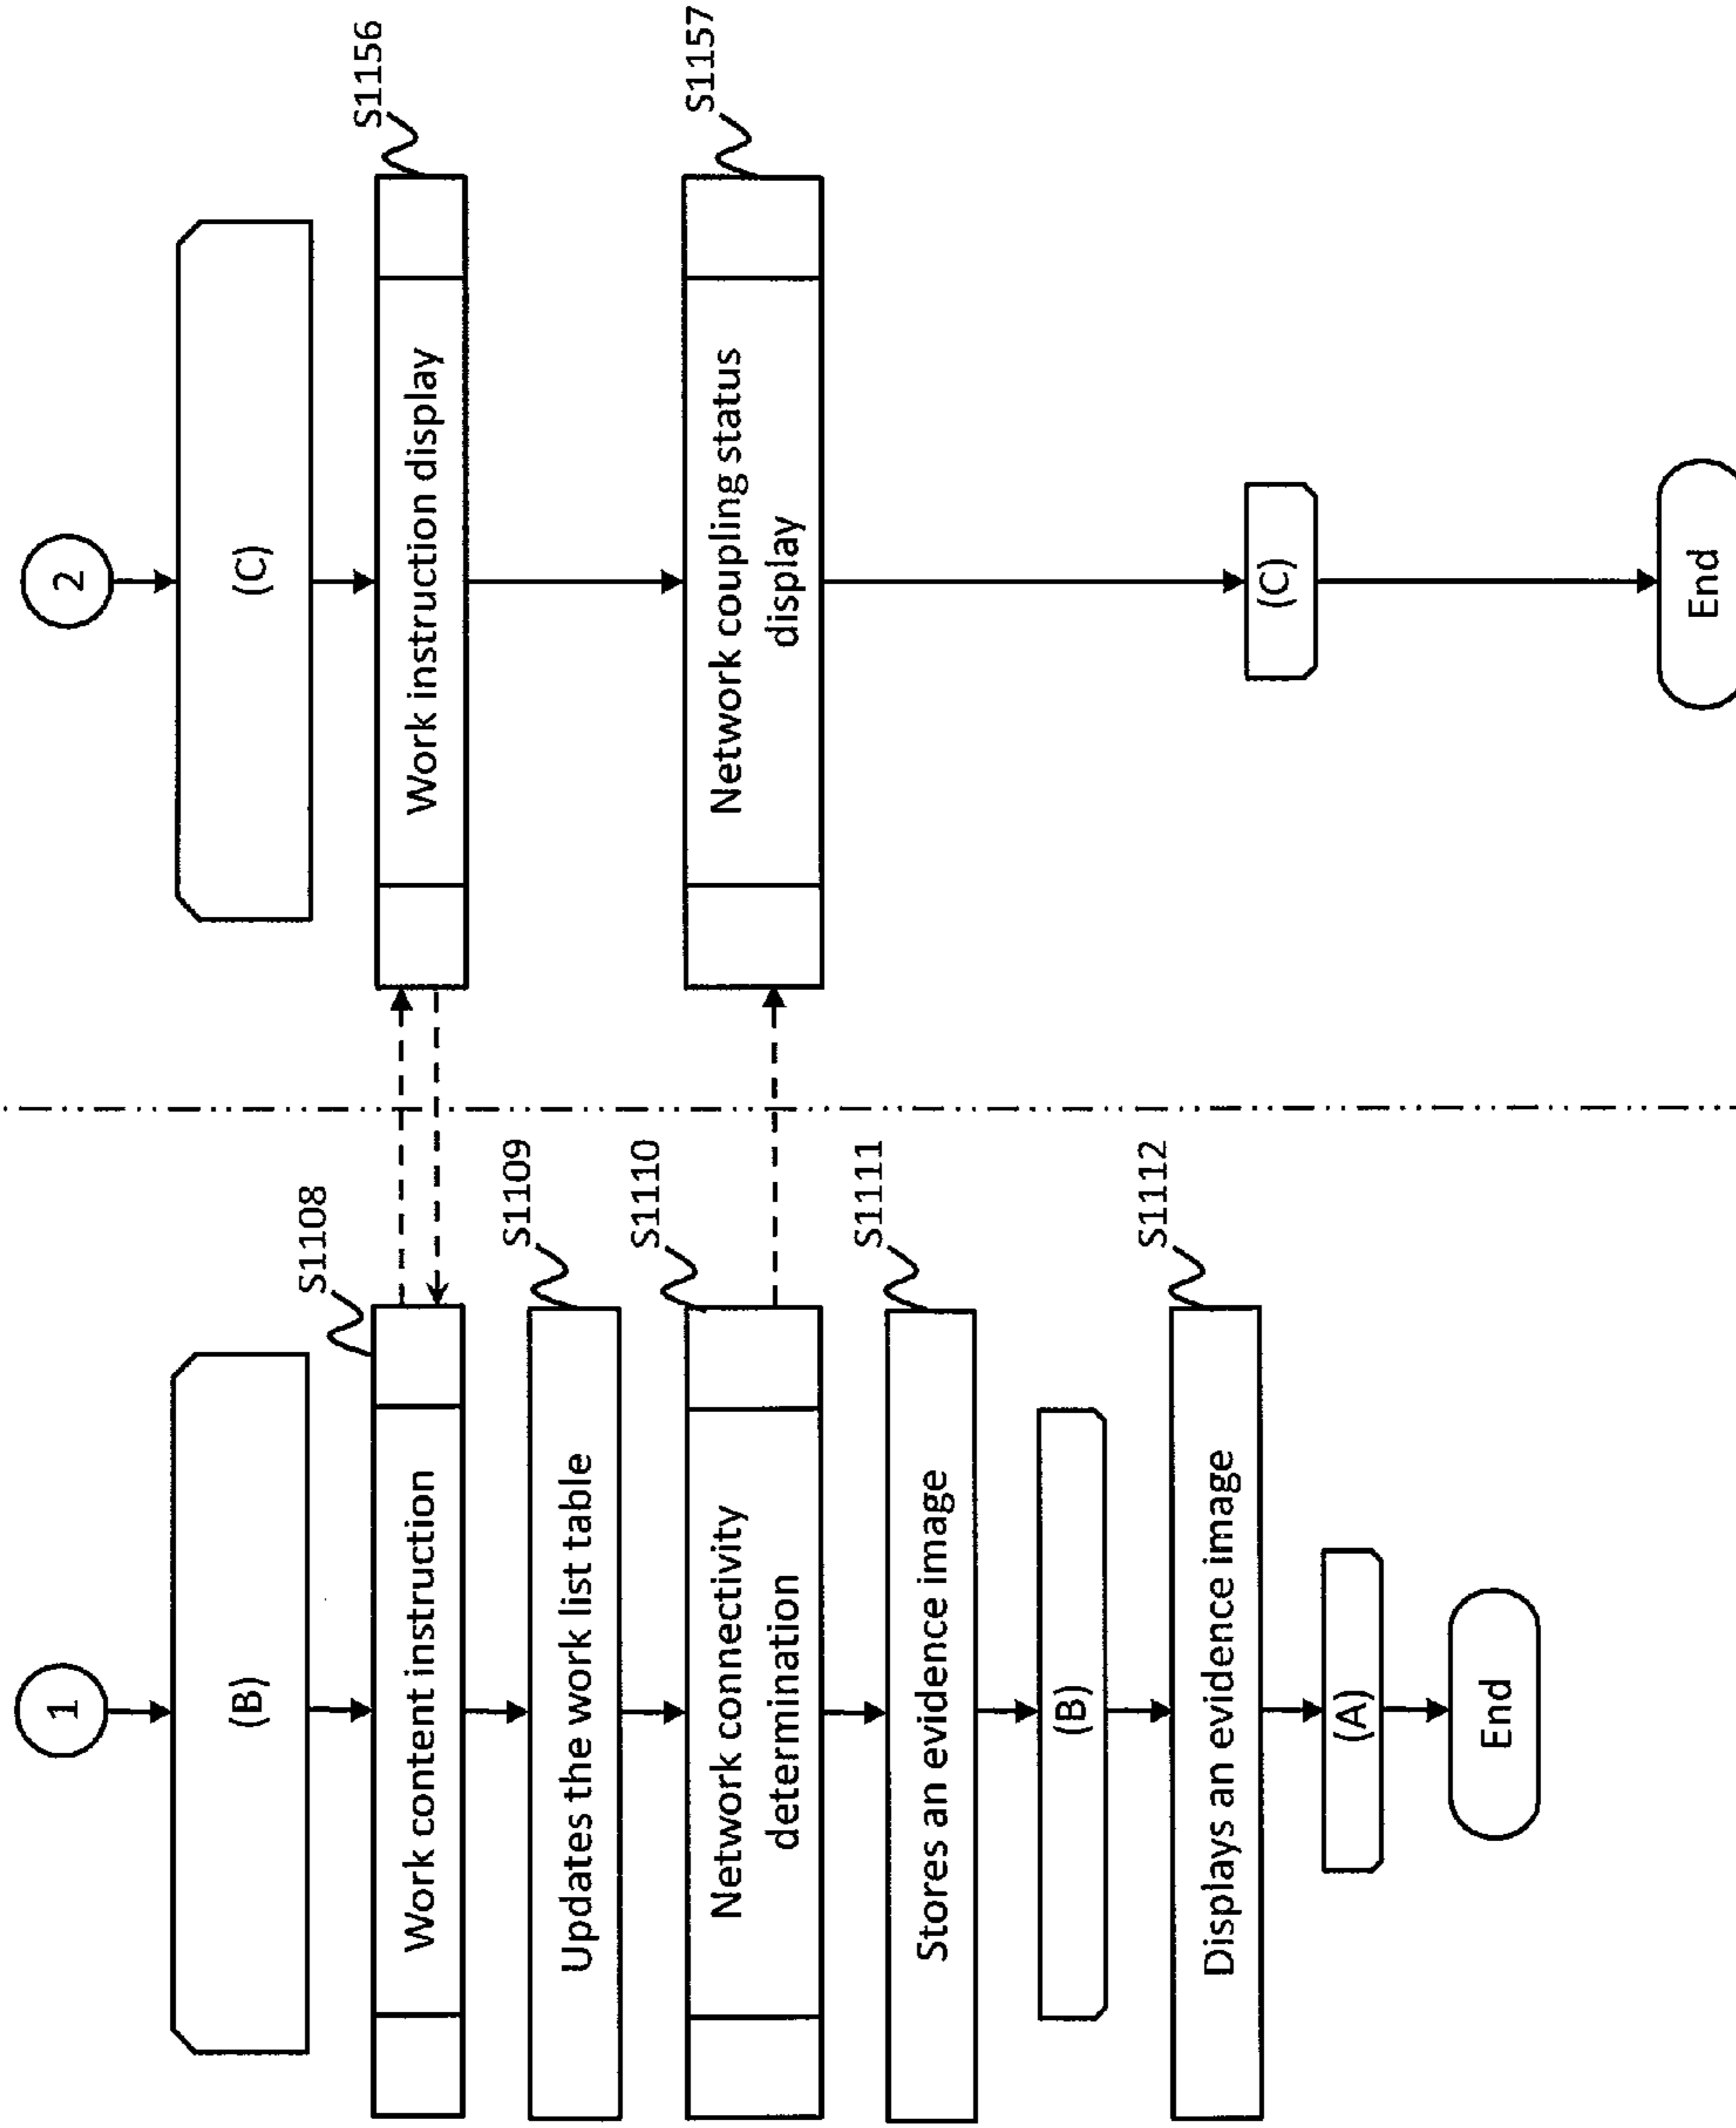 1
(B)
S1108
Work content instruction
S1109
Updates the work list table
S1110
Network connectivity
determination
S1111
Stores an evidence image
(B)
S1112
Displays an evidence image
(A)
End
2
(C)
S1156
Work instruction display
S1157
Network coupling status
display
(C)
End